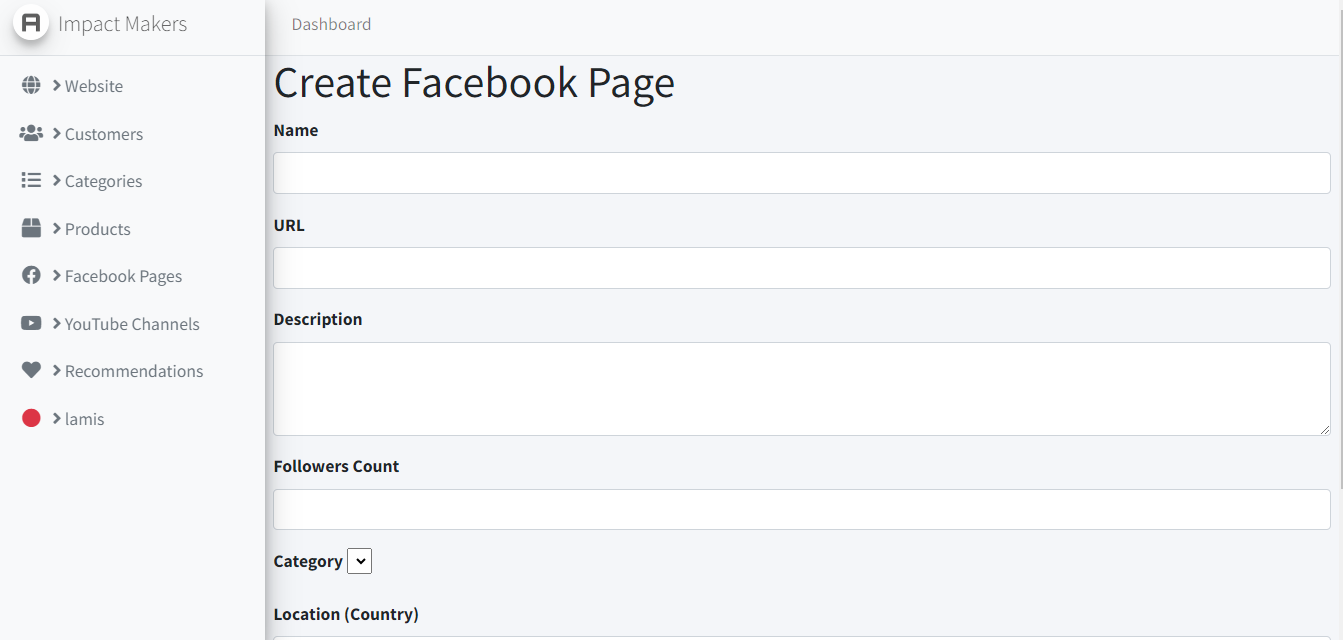 Impact Makers
Dashboard
Website
Customers
Categories
Products
Facebook Pages
YouTube Channels
Recommendations
lamis
Create Facebook Page
Name
URL
Description
Followers Count
Category
Location (Country)